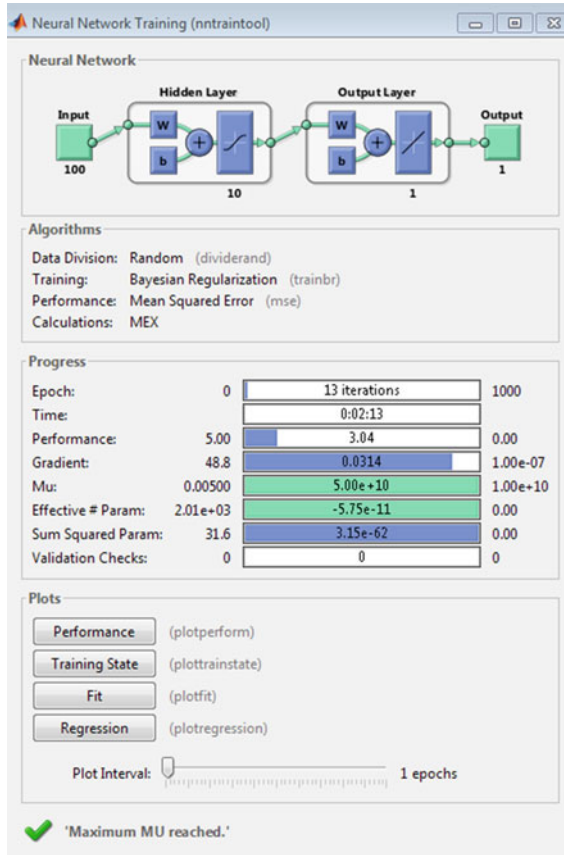 Neural Network Training (nntraintool)
Neural Network
Hidden Layer Output Layer
Input Output
W W
b b
100 10 1 1
Algorithms
Data Division: Random (dividerand)
Training: Bayesian Regularization (trainbr)
Performance: Mean Squared Error (mse)
Calculations: MEX
Progress
Epoch: 0 13 iterations 1000
Time: 0:02:13
Performance: 5.00 3.04 0.00
Gradient: 48.8 0.0314 1.00e-07
Mu: 0.00500 5.00e+10 1.00e+10
Effective # Param: 2.01e+03 -5.75e-11 0.00
Sum Squared Param: 31.6 3.15e-62 0.00
Validation Checks: 0 0 0
Plots
Performance (plotperform)
Training State (plottrainstate)
Fit (plotfit)
Regression (plotregression)
Plot Interval: 1 epochs
'Maximum MU reached.'